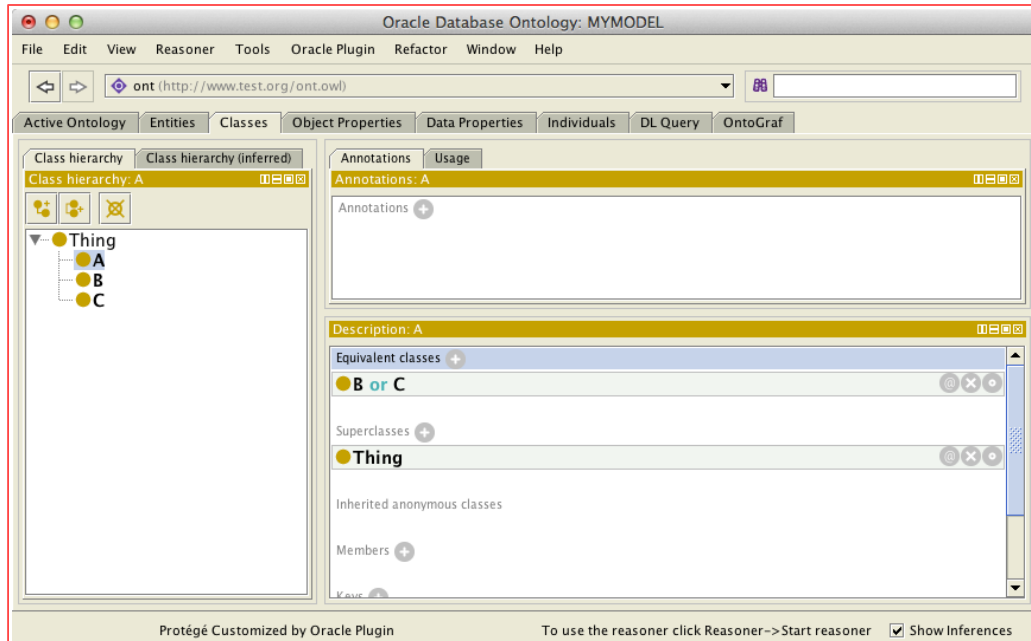 Oracle Database Ontology: MYMODEL
File Edit View Reasoner Tools Oracle Plugin Refactor Window Help
ont (http://www.test.org/ont.owl)
Active Ontology Entities Classes Object Properties Data Properties Individuals DL Query OntoGraf
Class hierarchy Class hierarchy (inferred)
Class hierarchy: A
Thing
A
B
C
Annotations Usage
Annotations: A
Annotations
Description: A
Equivalent classes
B or C
Superclasses
Thing
Inherited anonymous classes
Members
Keys
Protégé Customized by Oracle Plugin
To use the reasoner click Reasoner->Start reasoner
Show Inferences